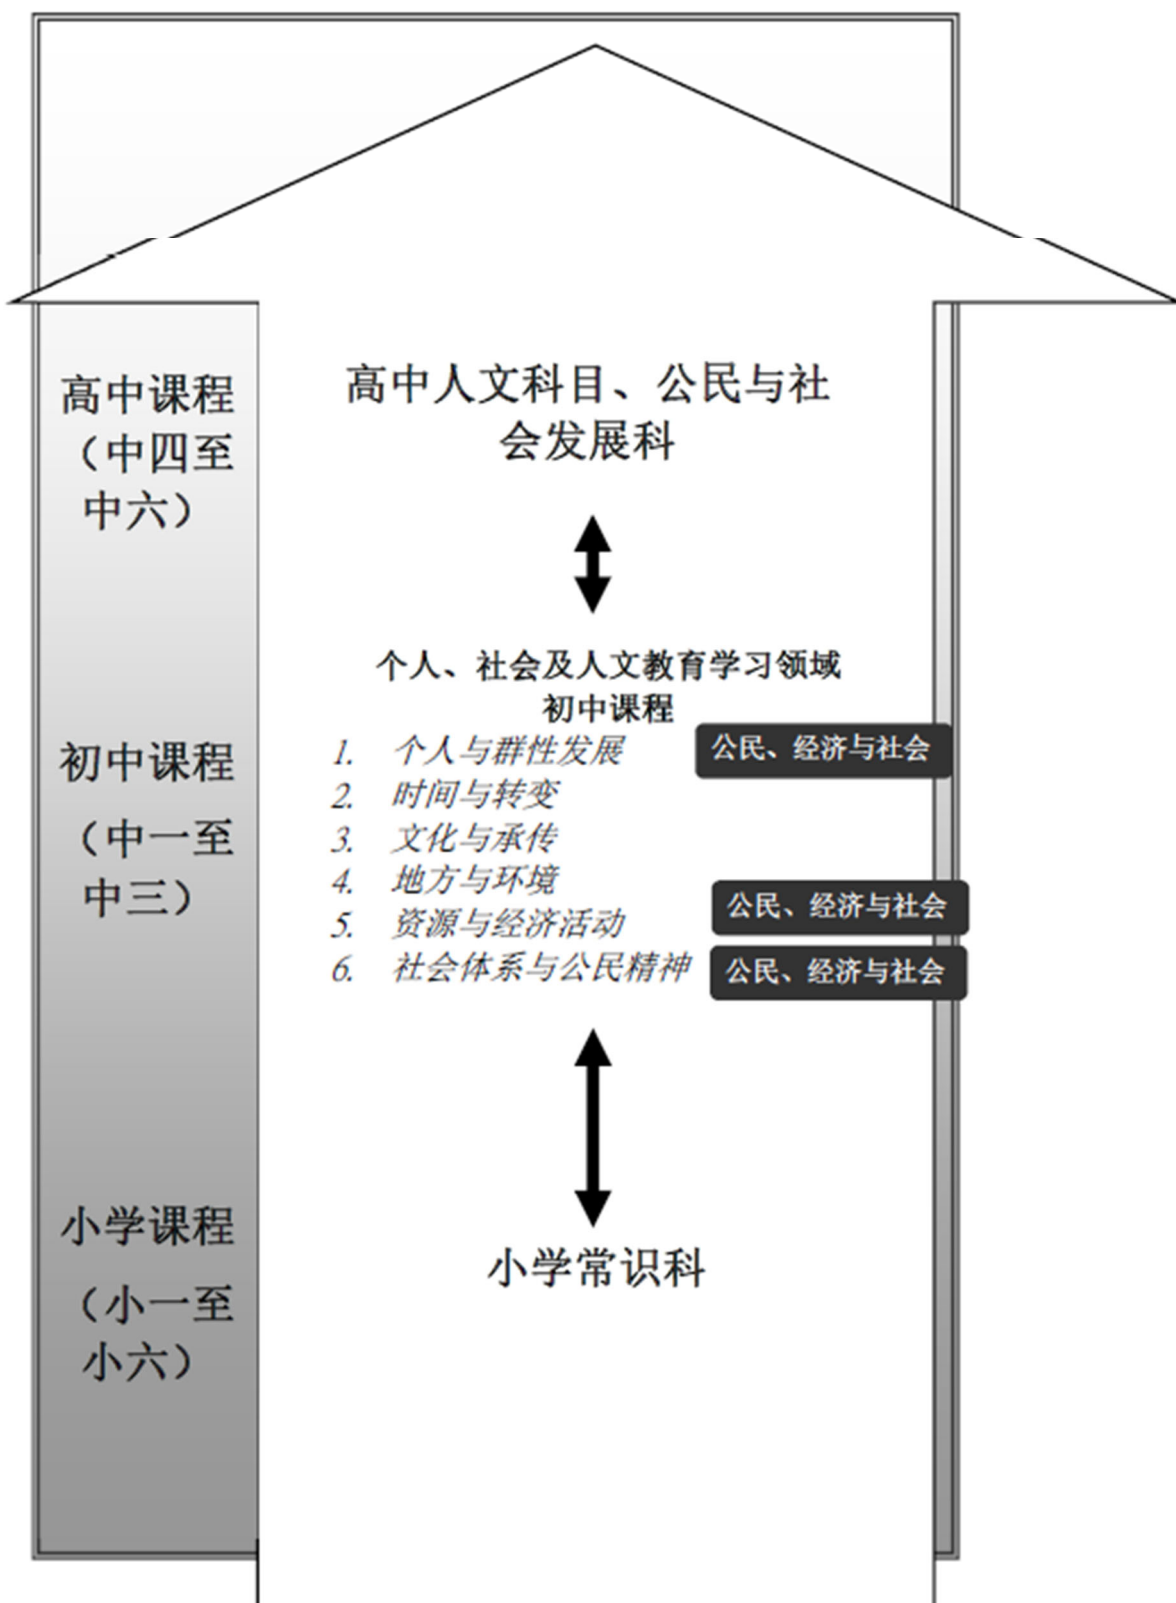 高中课程
（中四至
中六）
高中人文科目、公民与社
会发展科
个人、社会及人文教育学习领域
初中课程
初中课程
（中一至
中三）
1. 个人与群性发展 公民、经济与社会
2. 时间与转变
3. 文化与承传
4. 地方与环境
5. 资源与经济活动 公民、经济与社会
6. 社会体系与公民精神 公民、经济与社会
小学课程
（小一至
小六）
小学常识科